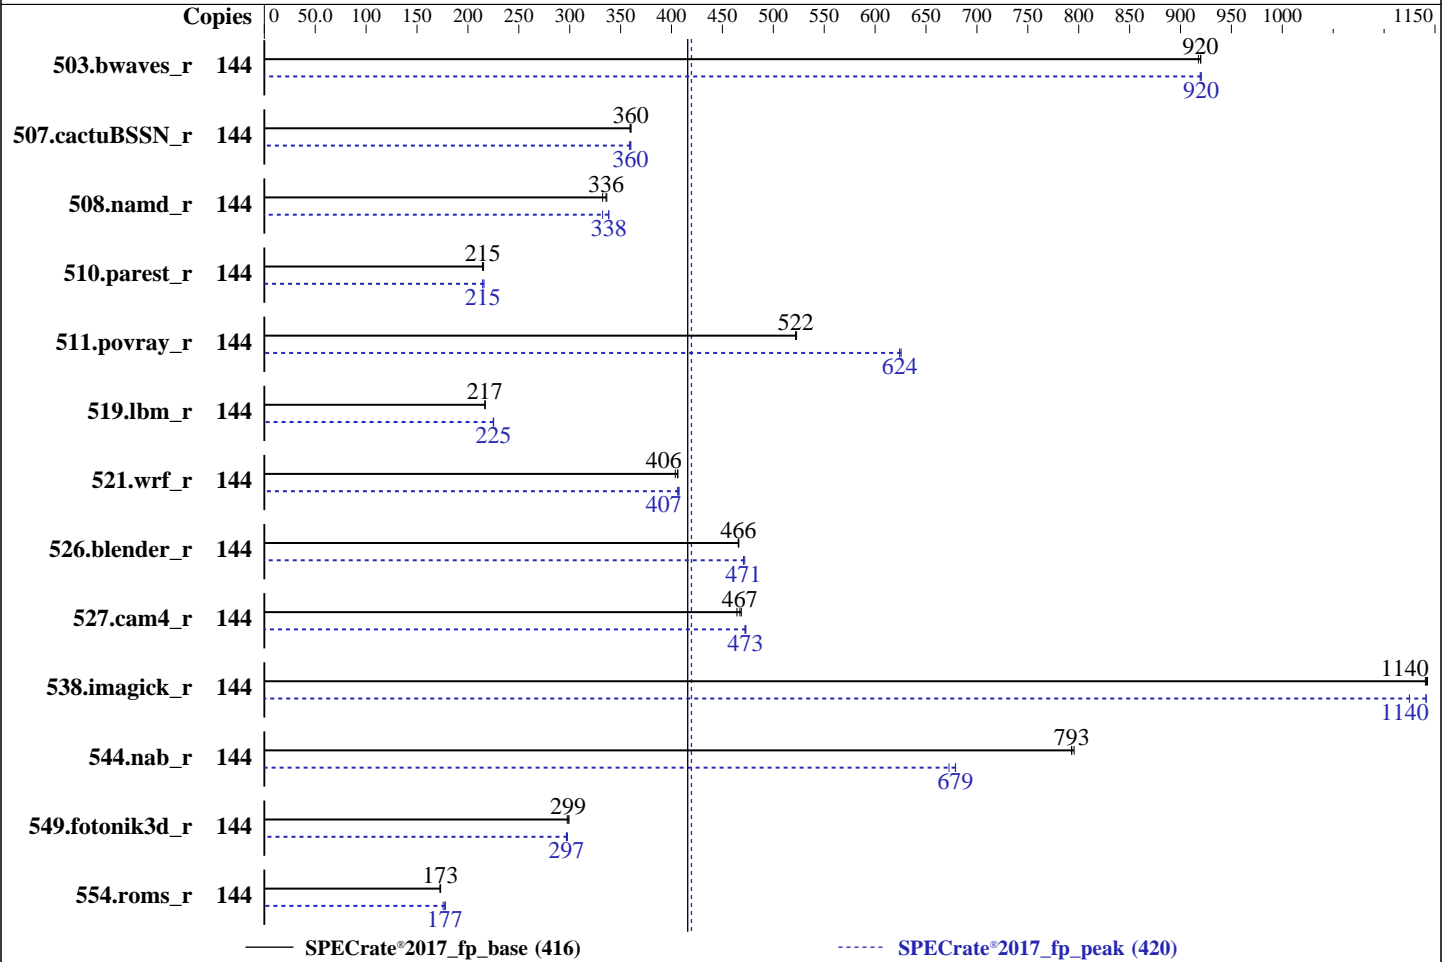 Copies 0 50.0 100 150 200 250 300 350 400 450 500 550 600 650 700 750 800 850 900 950 1000 1150
920
503.bwaves_r 144
920
360
507.cactuBSSN_r 144
360
336
508.namd_r 144
338
215
510.parest_r 144
215
522
511.povray_r 144
624
217
519.lbm_r 144
225
406
521.wrf_r 144
407
466
526.blender_r 144
471
467
527.cam4_r 144
473
1140
538.imagick_r 144
1140
793
544.nab_r 144
679
299
549.fotonik3d_r 144
297
173
554.roms_r 144
177
SPECrate®2017_fp_base (416) SPECrate®2017_fp_peak (420)